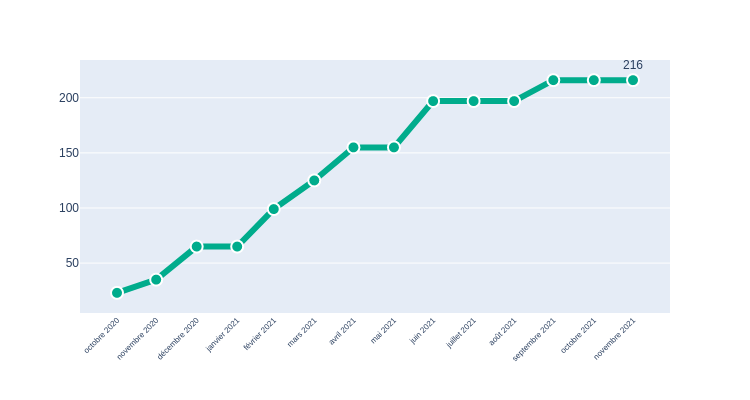 216
200
150
100
50
octobre 2020
novembre 2020
décembre 2020
janvier 2021
février 2021
mars 2021
avril 2021
mai 2021
juin 2021
juillet 2021
août 2021
septembre 2021
octobre 2021
novembre 2021